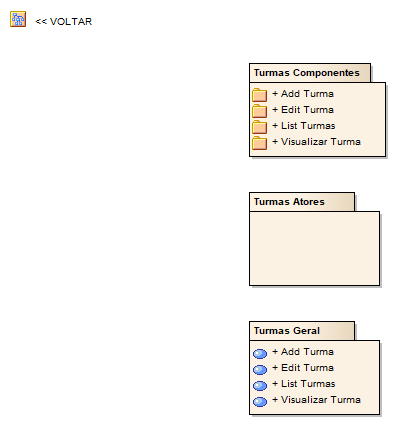 << VOLTAR
Turmas Componentes
+ Add Turma
+ Edit Turma
+ List Turmas
+ Visualizar Turma
Turmas Atores
Turmas Geral
+ Add Turma
+ Edit Turma
+ List Turmas
+ Visualizar Turma